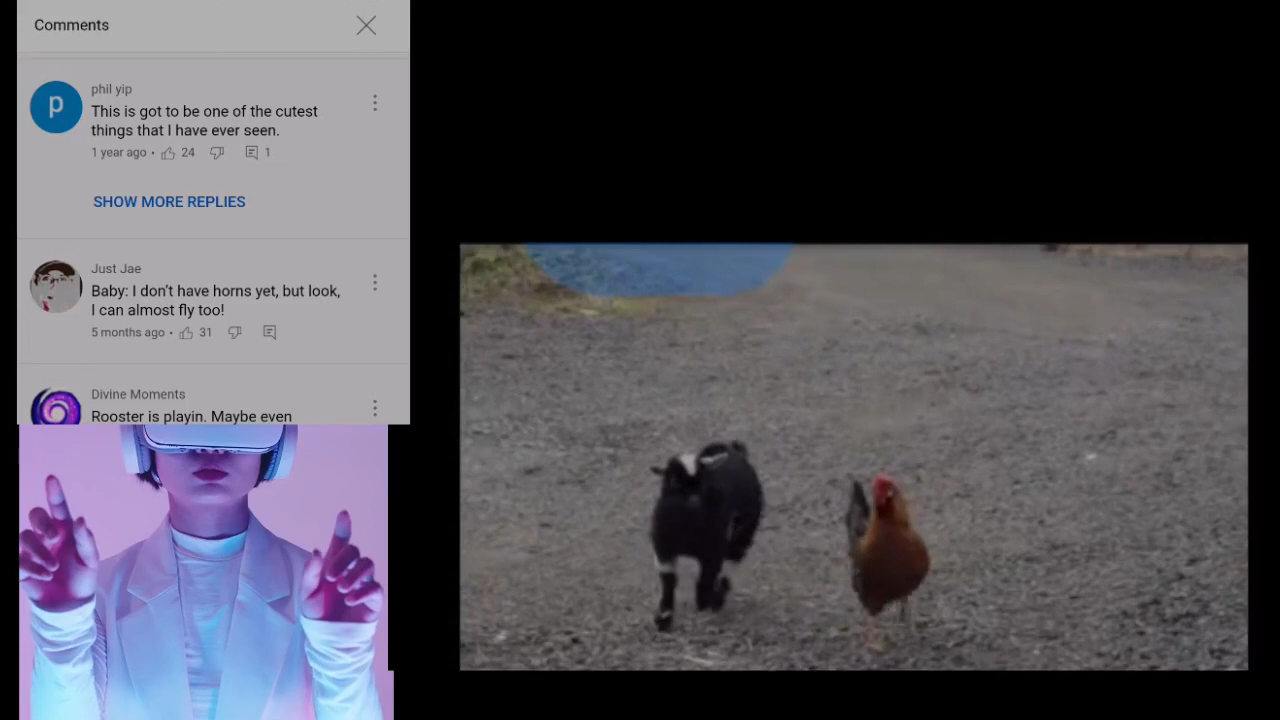 Comments
phil yip
p
This is got to be one of the cutest
things that I have ever seen.
1 year ago • 24 1
SHOW MORE REPLIES
Just Jae
Baby: I don't have horns yet, but look,
I can almost fly too!
5 months ago • 31
Divine Moments
Rooster is playin. Maybe even